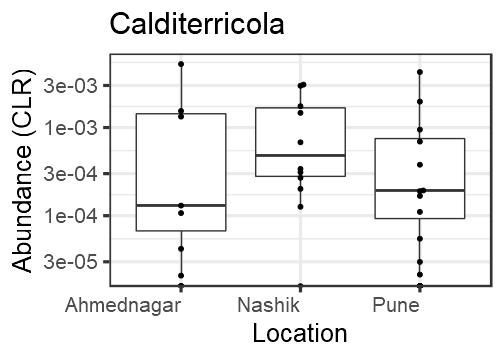 Calditerricola
Abundance (CLR)
3e-03
1e-03
3e-04
1e-04
3e-05
Ahmednagar Nashik Pune
Location